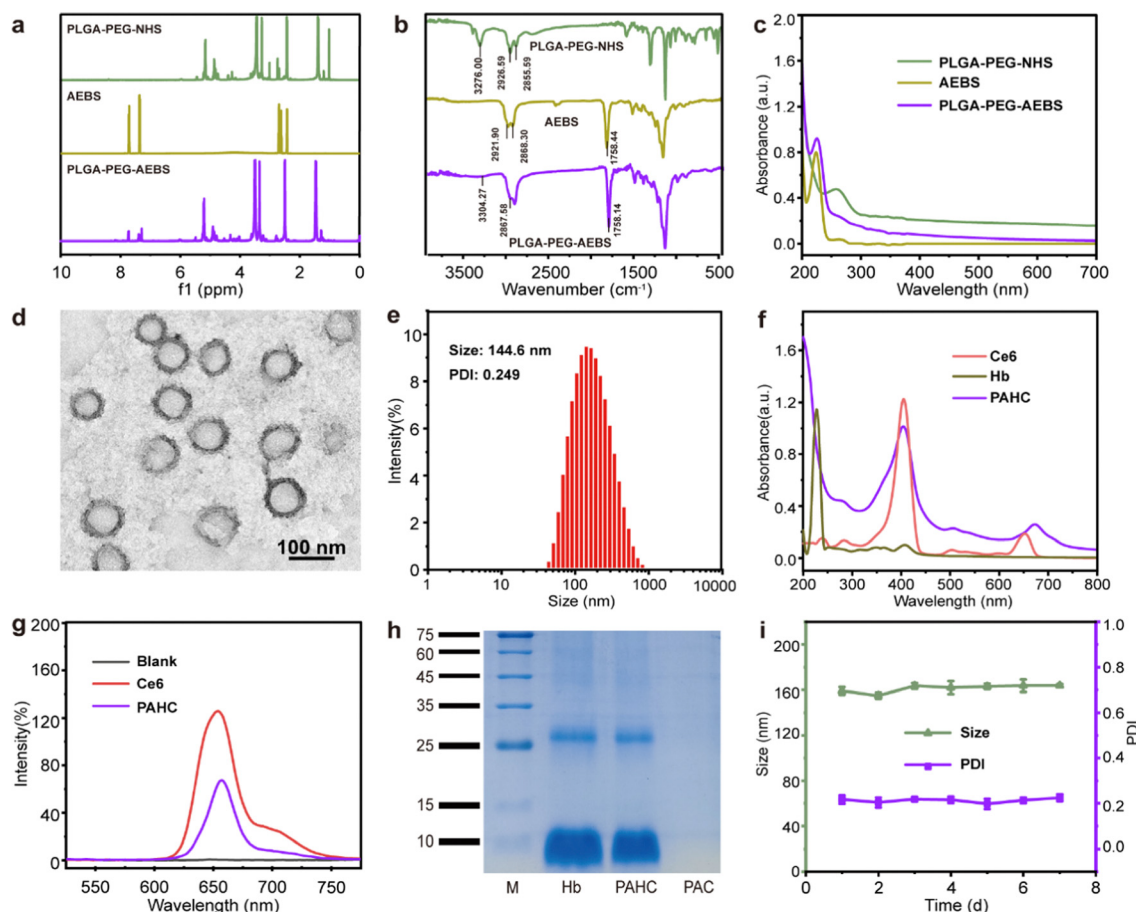 a
PLGA-PEG-NHS
AEBS
PLGA-PEG-AEBS
10 8 6 4 2 0
f1 (ppm)
b
PLGA-PEG-NHS
3276.00
2926.59
2855.59
AEBS
2921.90
2868.30
1758.44
3304.27
2867.58
1758.14
PLGA-PEG-AEBS
3500 2500 1500 500
Wavenumber (cm⁻¹)
c
Absorbance (a.u.)
2.0
1.6
1.2
0.8
0.4
0.0
PLGA-PEG-NHS
AEBS
PLGA-PEG-AEBS
200 300 400 500 600 700
Wavelength (nm)
d
100 nm
e
Intensity(%)
10
8
6
4
2
0
Size: 144.6 nm
PDI: 0.249
1 10 100 1000 10000
Size (nm)
f
Absorbance(a.u.)
1.6
1.2
0.8
0.4
0.0
Ce6
Hb
PAHC
200 300 400 500 600 700 800
Wavelength (nm)
g
Intensity(%)
200
160
120
80
40
0
Blank
Ce6
PAHC
550 600 650 700 750
Wavelength (nm)
h
75
60
45
35
25
15
10
M Hb PAHC PAC
i
Size (nm)
200
160
120
80
40
0
Size
PDI
1.0
0.8
0.6
0.4
0.2
0.0
PDI
0 2 4 6 8
Time (d)